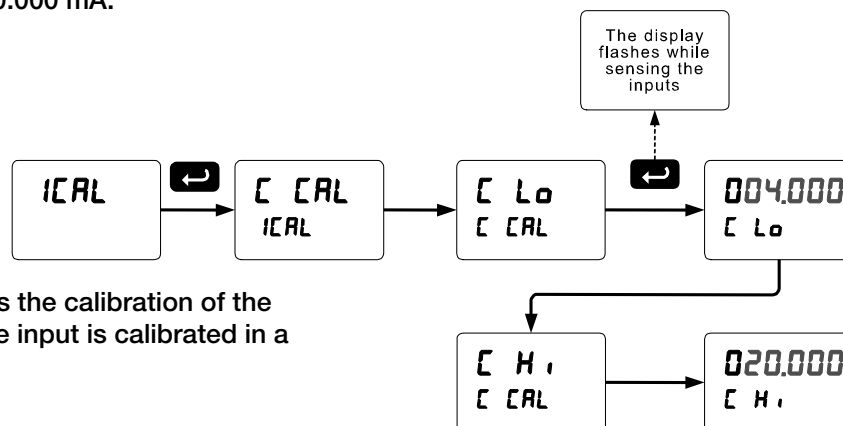 0.000 mA.
The display
flashes while
sensing the
inputs
ICAL
C CAL
ICAL
C Lo
C CAL
004.000
C Lo
s the calibration of the
e input is calibrated in a
C Hi
C CAL
020.000
C Hi